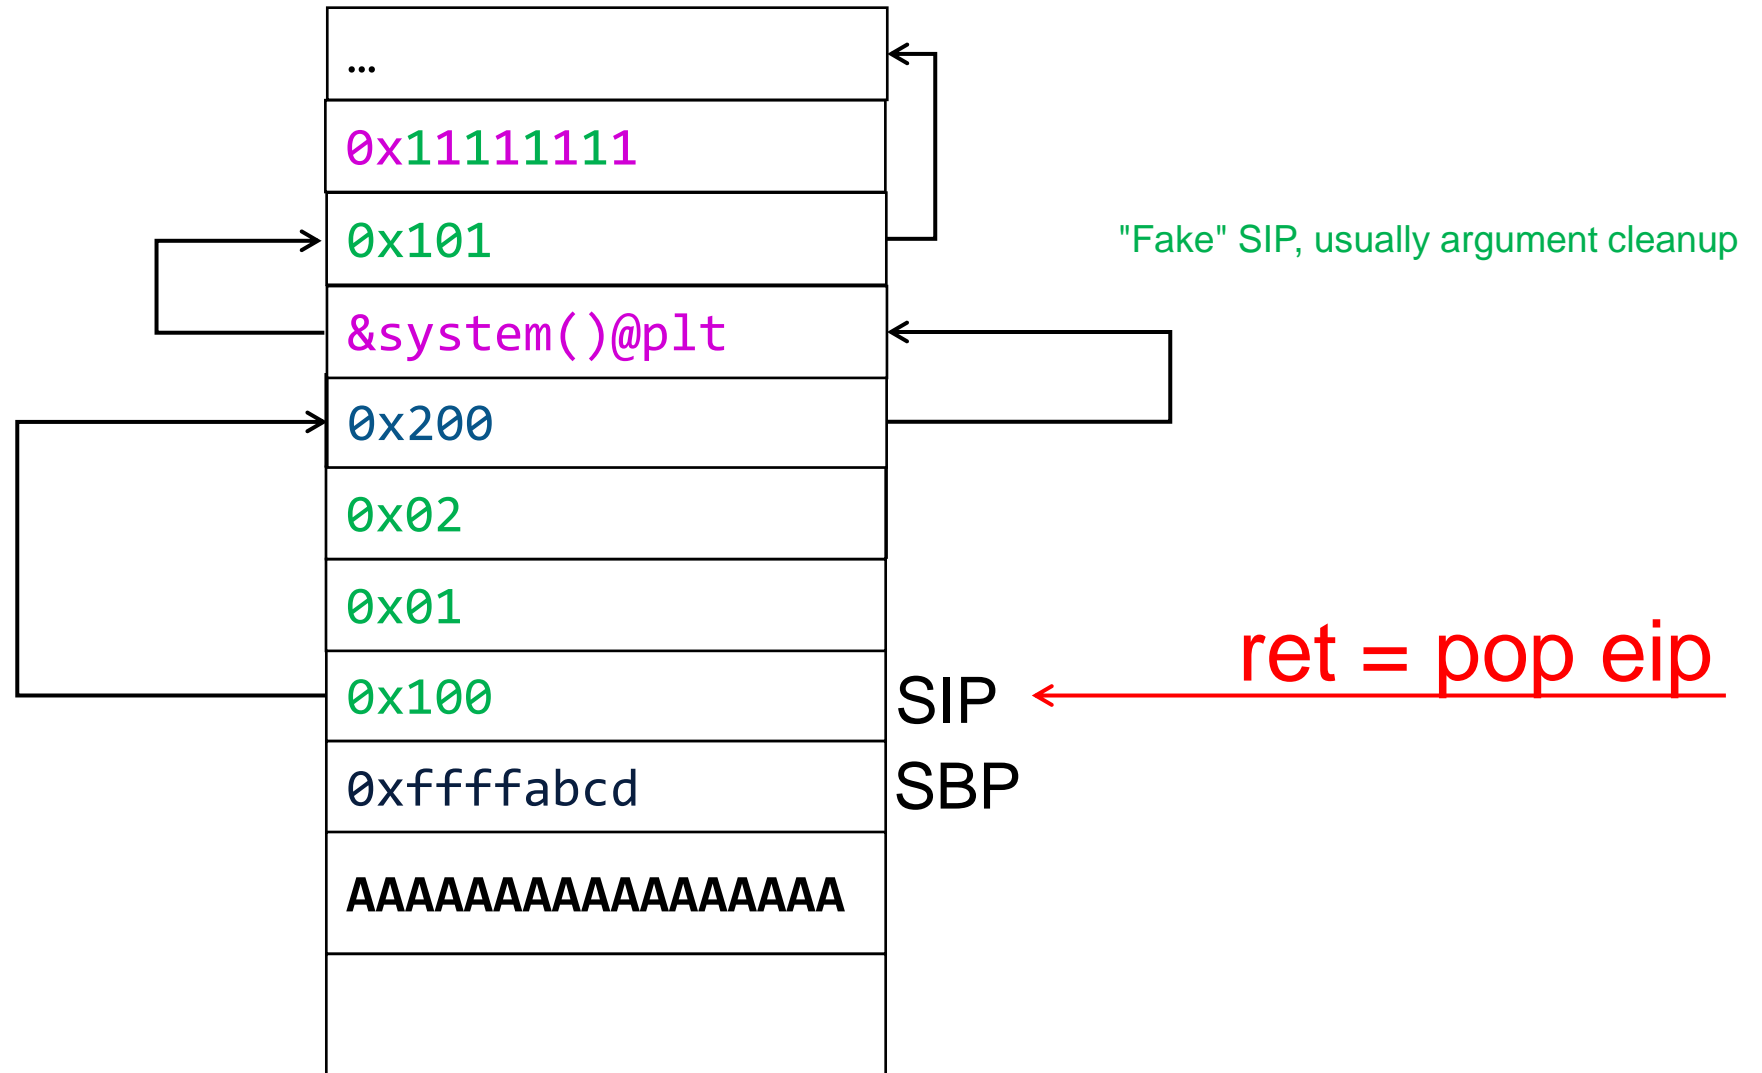 …
0x11111111
0x101
"Fake" SIP, usually argument cleanup
&system()@plt
0x200
0x02
0x01
ret = pop eip
0x100
SIP
0xffffabcd
SBP
AAAAAAAAAAAAAAAAA